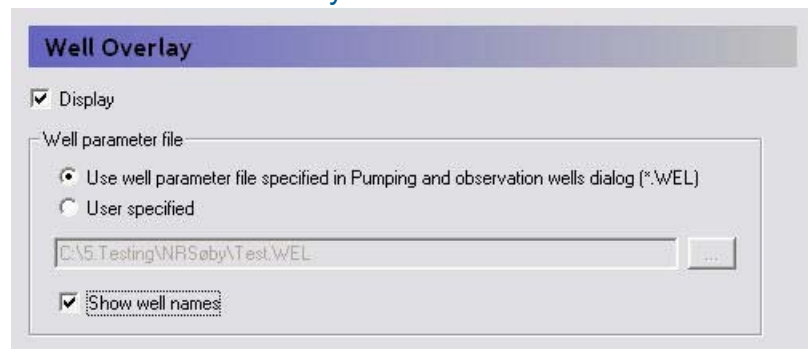 Well Overlay
Display
Well parameter file
Use well parameter file specified in Pumping and observation wells dialog (*.WEL)
User specified
C:\5.Testing\NRSøby\Test.WEL
...
Show well names